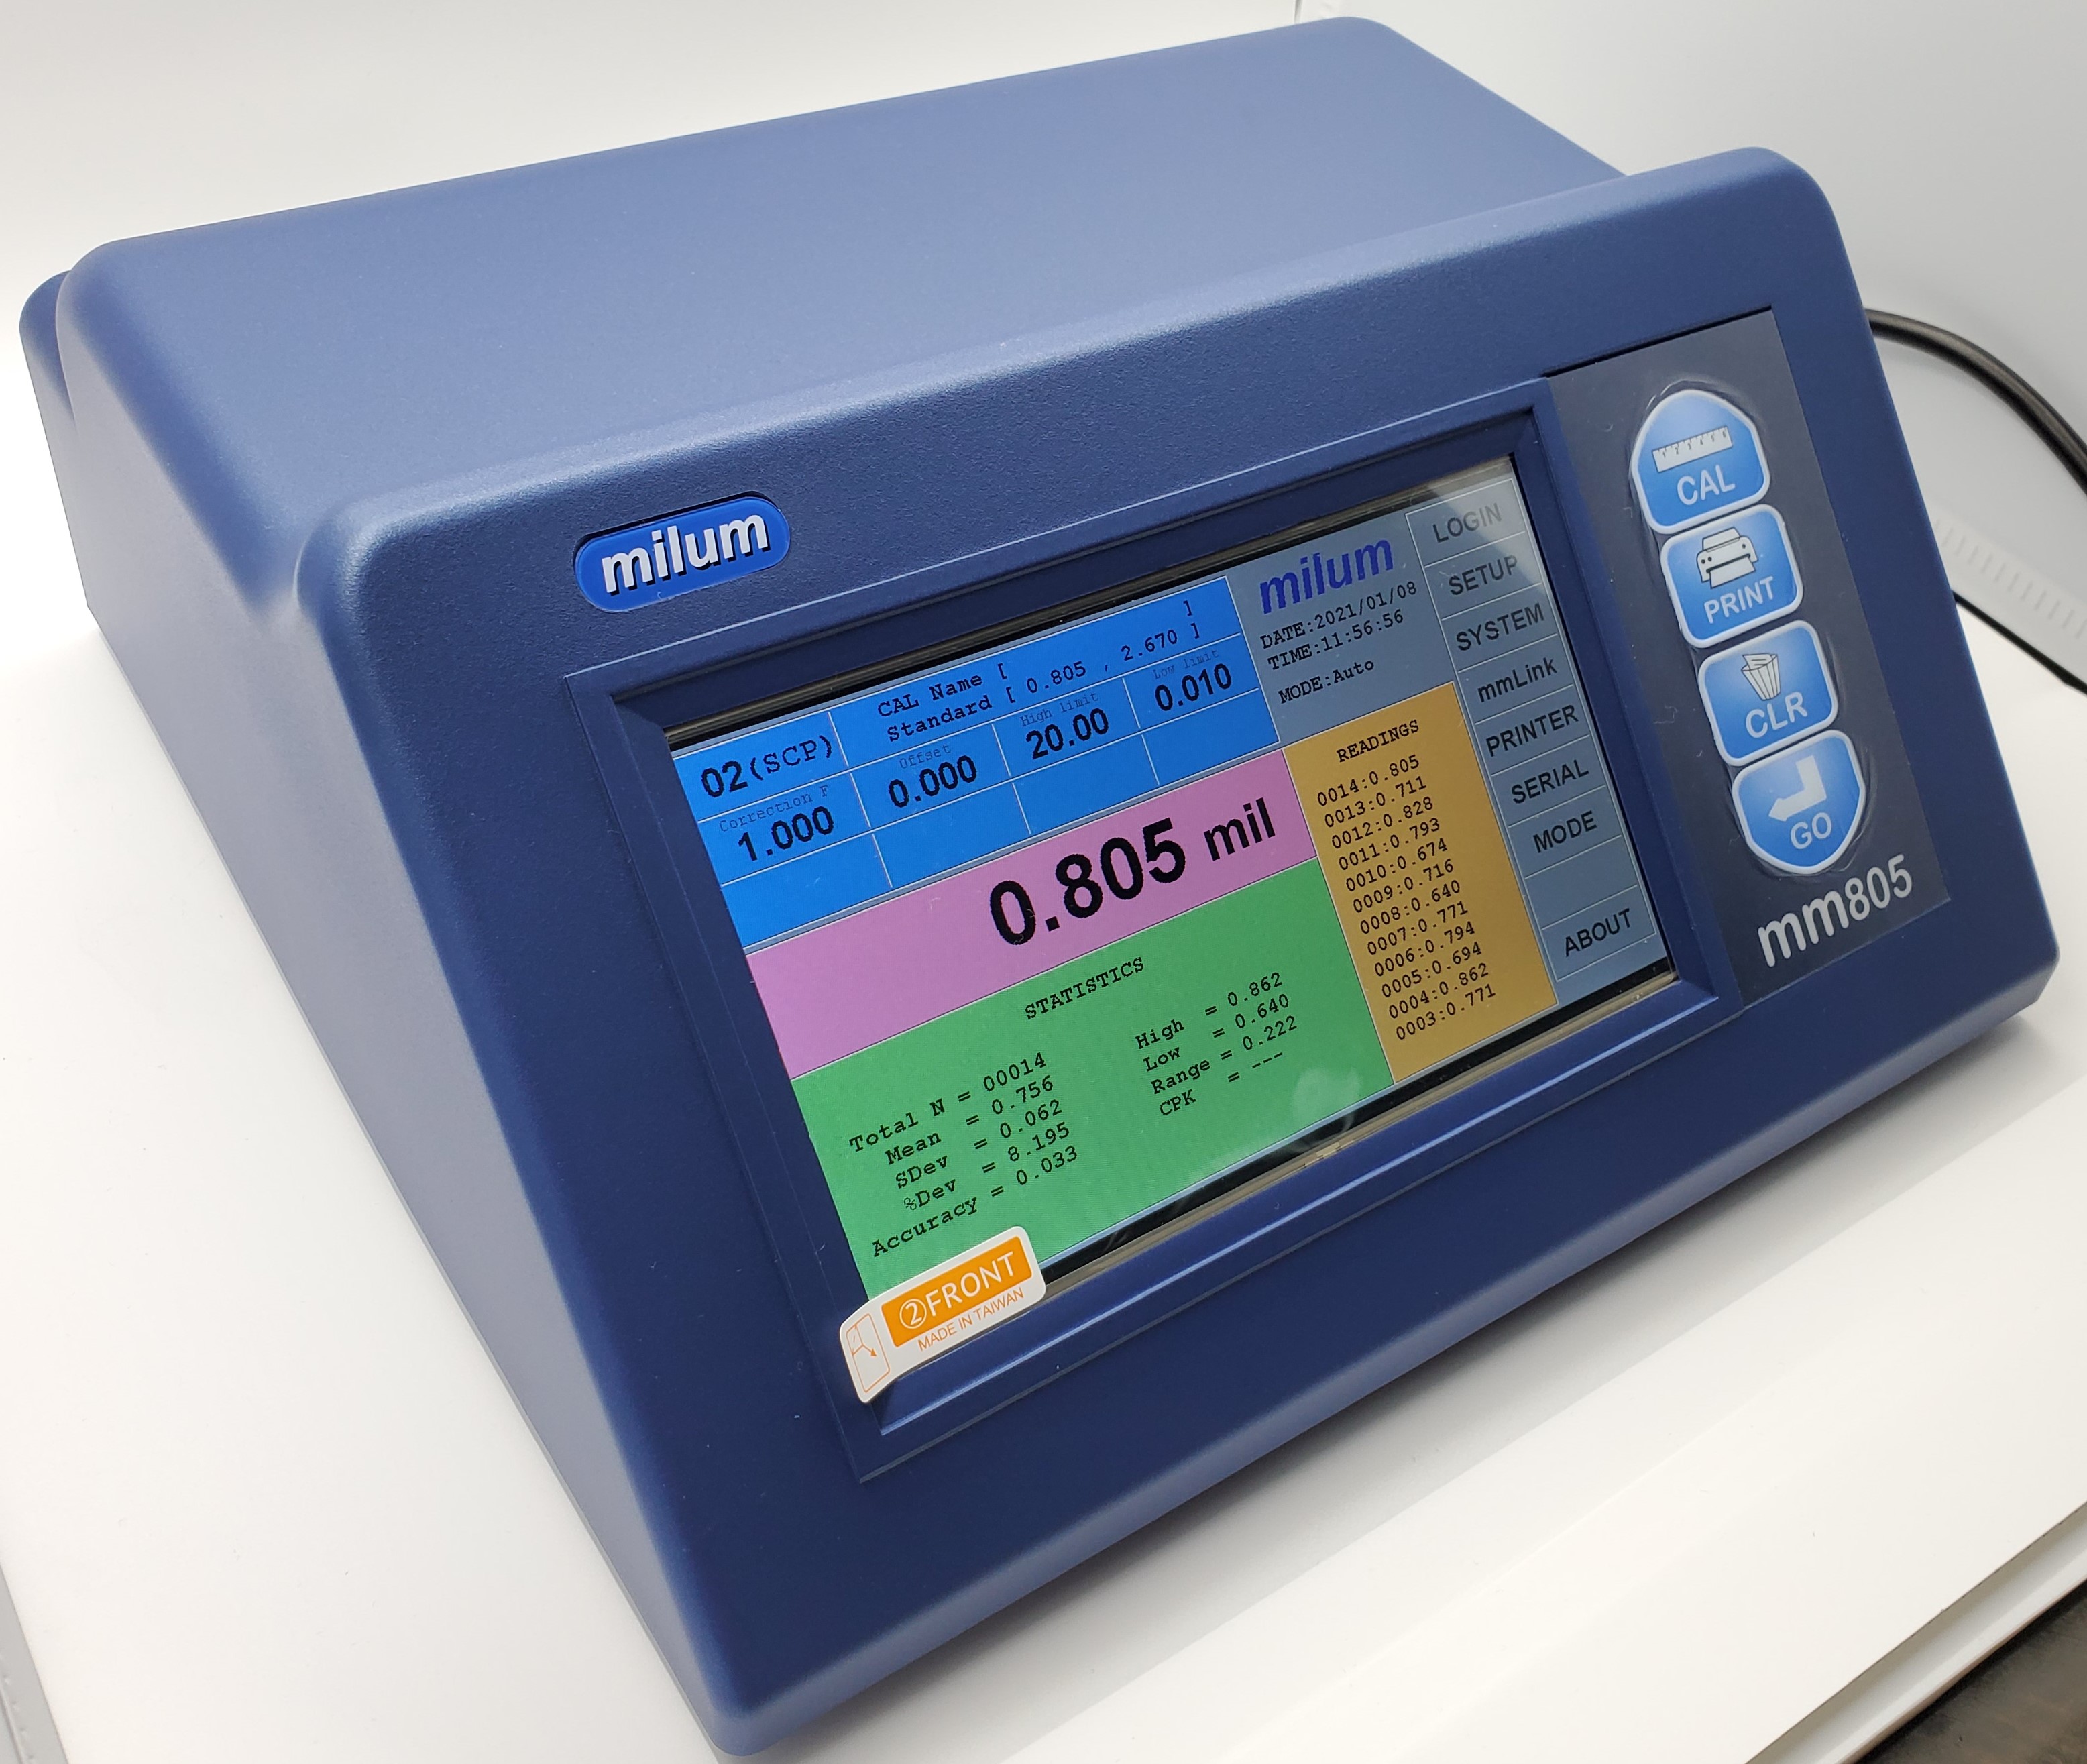 milum
02(SCP)
CAL Name [ ]
Standard [ 0.805 , 2.670 ]
Correction F
1.000
Offset
0.000
High limit
20.00
Low limit
0.010
0.805 mil
STATISTICS
Total N = 00014
Mean = 0.756
SDev = 0.062
%Dev = 8.195
Accuracy = 0.033
High = 0.862
Low = 0.640
Range = 0.222
CPK = ---
milum
DATE:2021/01/08
TIME:11:56:56
MODE:Auto
READINGS
0014:0.805
0013:0.711
0012:0.828
0011:0.793
0010:0.674
0009:0.716
0008:0.640
0007:0.771
0006:0.794
0005:0.694
0004:0.862
0003:0.771
LOGIN
SETUP
SYSTEM
mmLink
PRINTER
SERIAL
MODE
ABOUT
CAL
PRINT
CLR
GO
mm805
②FRONT
MADE IN TAIWAN